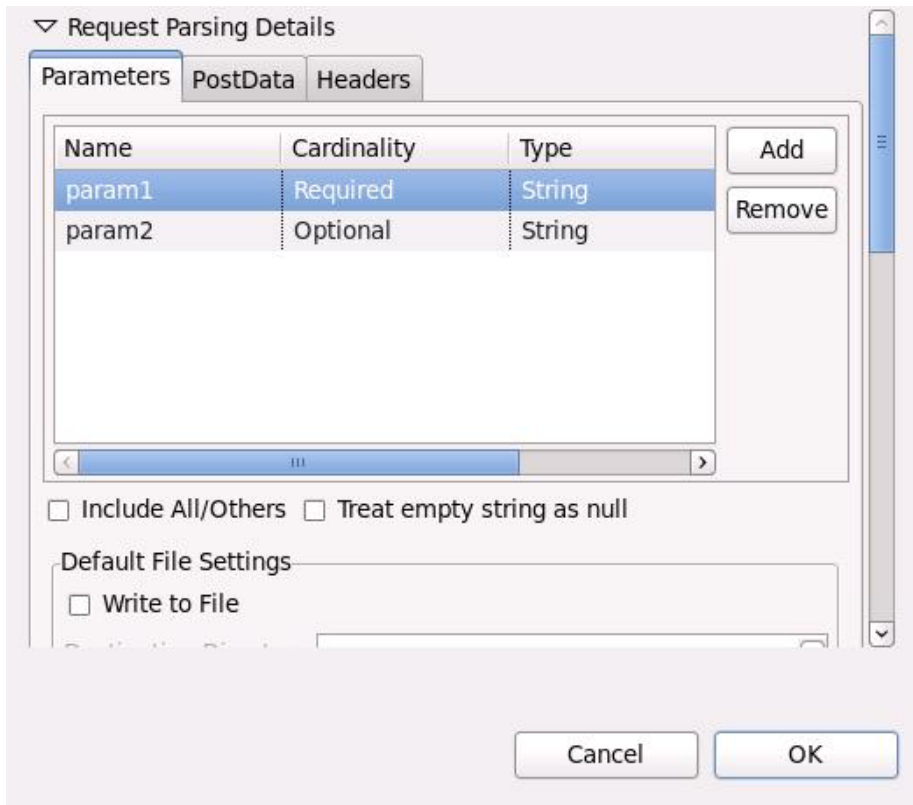 Request Parsing Details
Parameters PostData Headers
Name Cardinality Type
param1 Required String
param2 Optional String
Add
Remove
Include All/Others Treat empty string as null
Default File Settings
Write to File
Cancel OK